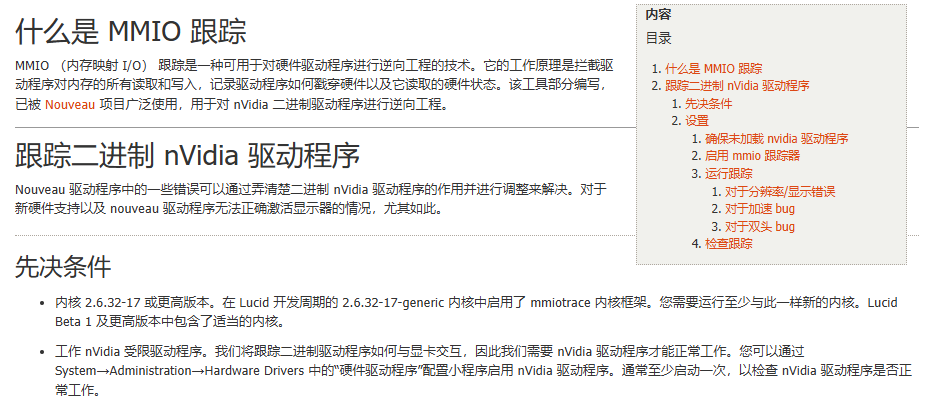 什么是 MMIO 跟踪
MMIO （内存映射 I/O） 跟踪是一种可用于对硬件驱动程序进行逆向工程的技术。它的工作原理是拦截驱
动程序对内存的所有读取和写入，记录驱动程序如何戳穿硬件以及它读取的硬件状态。该工具部分编写，
已被 Nouveau 项目广泛使用，用于对 nVidia 二进制驱动程序进行逆向工程。
跟踪二进制 nVidia 驱动程序
Nouveau 驱动程序中的一些错误可以通过弄清楚二进制 nVidia 驱动程序的作用并进行调整来解决。对于
新硬件支持以及 nouveau 驱动程序无法正确激活显示器的情况，尤其如此。
内容
目录
1. 什么是 MMIO 跟踪
2. 跟踪二进制 nVidia 驱动程序
1. 先决条件
2. 设置
1. 确保未加载 nvidia 驱动程序
2. 启用 mmio 跟踪器
3. 运行跟踪
1. 对于分辨率/显示错误
2. 对于加速 bug
3. 对于双头 bug
4. 检查跟踪
先决条件
• 内核 2.6.32-17 或更高版本。在 Lucid 开发周期的 2.6.32-17-generic 内核中启用了 mmiotrace 内核框架。您需要运行至少与此一样新的内核。Lucid
Beta 1 及更高版本中包含了适当的内核。
• 工作 nVidia 受限驱动程序。我们将跟踪二进制驱动程序如何与显卡交互，因此我们需要 nVidia 驱动程序才能正常工作。您可以通过
System→Administration→Hardware Drivers 中的“硬件驱动程序”配置小程序启用 nVidia 驱动程序。通常至少启动一次，以检查 nVidia 驱动程序是否正
常工作。